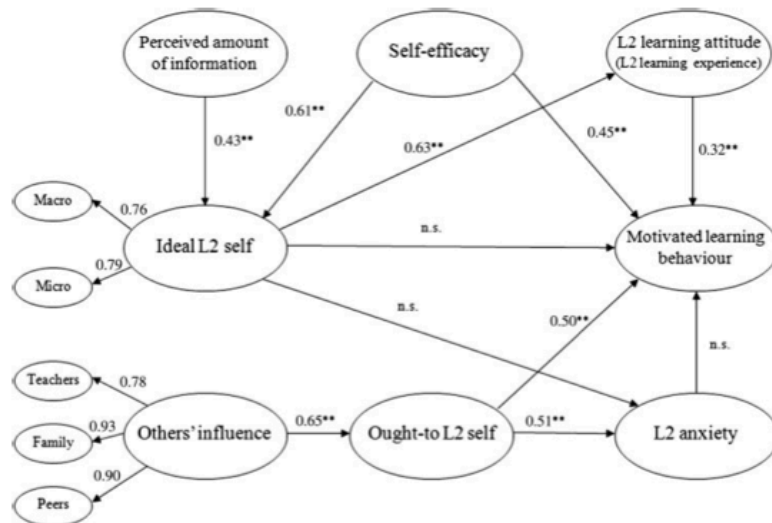 Perceived amount
of information
Self-efficacy
L2 learning attitude
(L2 learning experience)
0.43**
0.61**
0.63**
0.45**
0.32**
Macro
0.76
Ideal L2 self
n.s.
Motivated learning
behaviour
Micro
0.79
n.s.
0.50**
n.s.
Teachers
0.78
Family
0.93
Others' influence
0.65**
Ought-to L2 self
0.51**
L2 anxiety
Peers
0.90